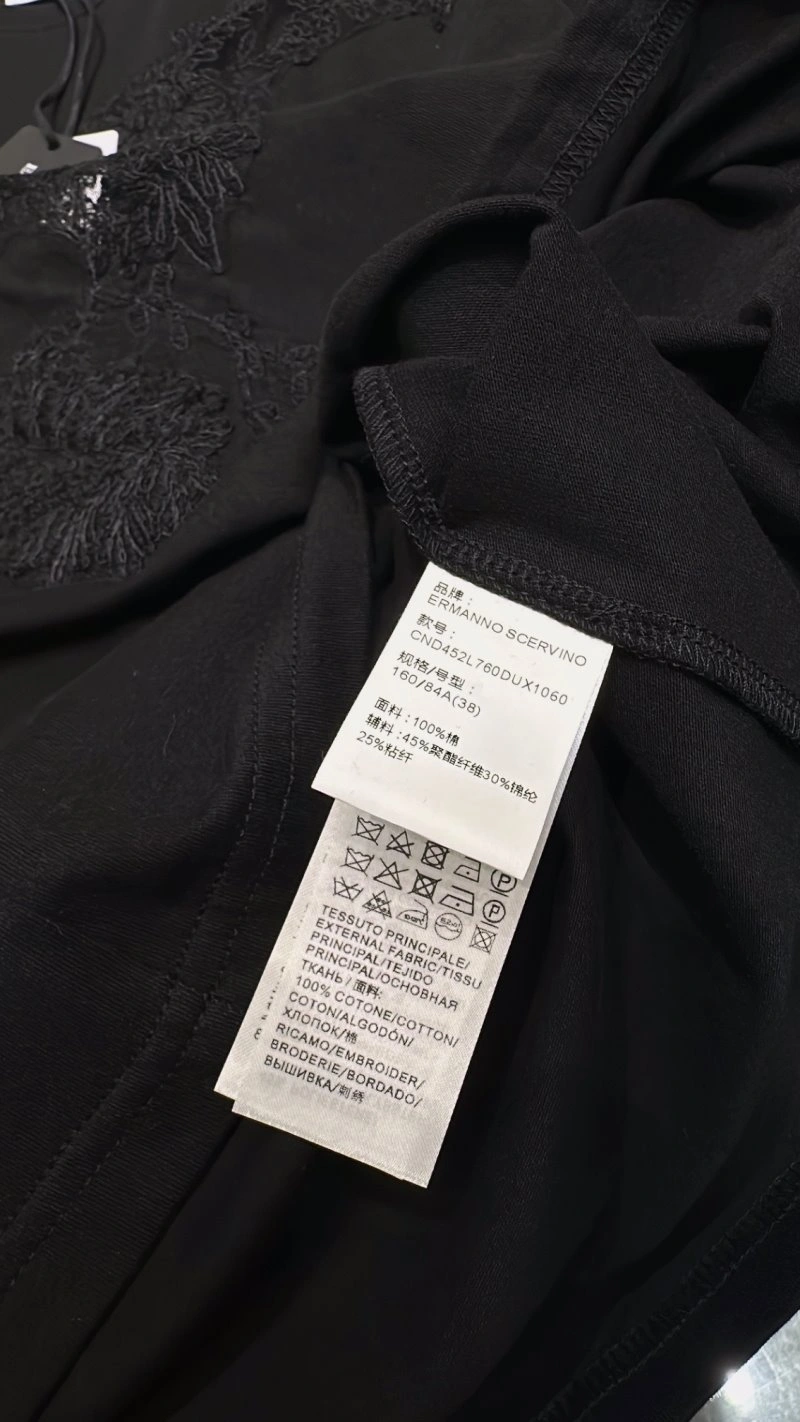 品牌：
ERMANNO SCERVINO
款号：
CND452L760DUX1060
规格/号型：
160/84A(38)
面料：100%棉
辅料：45%聚酯纤维30%锦纶
25%粘纤
P
P
TESSUTO PRINCIPALE/
EXTERNAL FABRIC/TISSU
PRINCIPAL/TEJIDO
PRINCIPAL/ОСНОВНАЯ
ТКАНЬ / 面料:
100% COTONE/COTTON/
COTON/ALGODÓN/
ХЛОПОК/棉
RICAMO/EMBROIDER/
BRODERIE/BORDADO/
ВЫШИВКА/刺绣